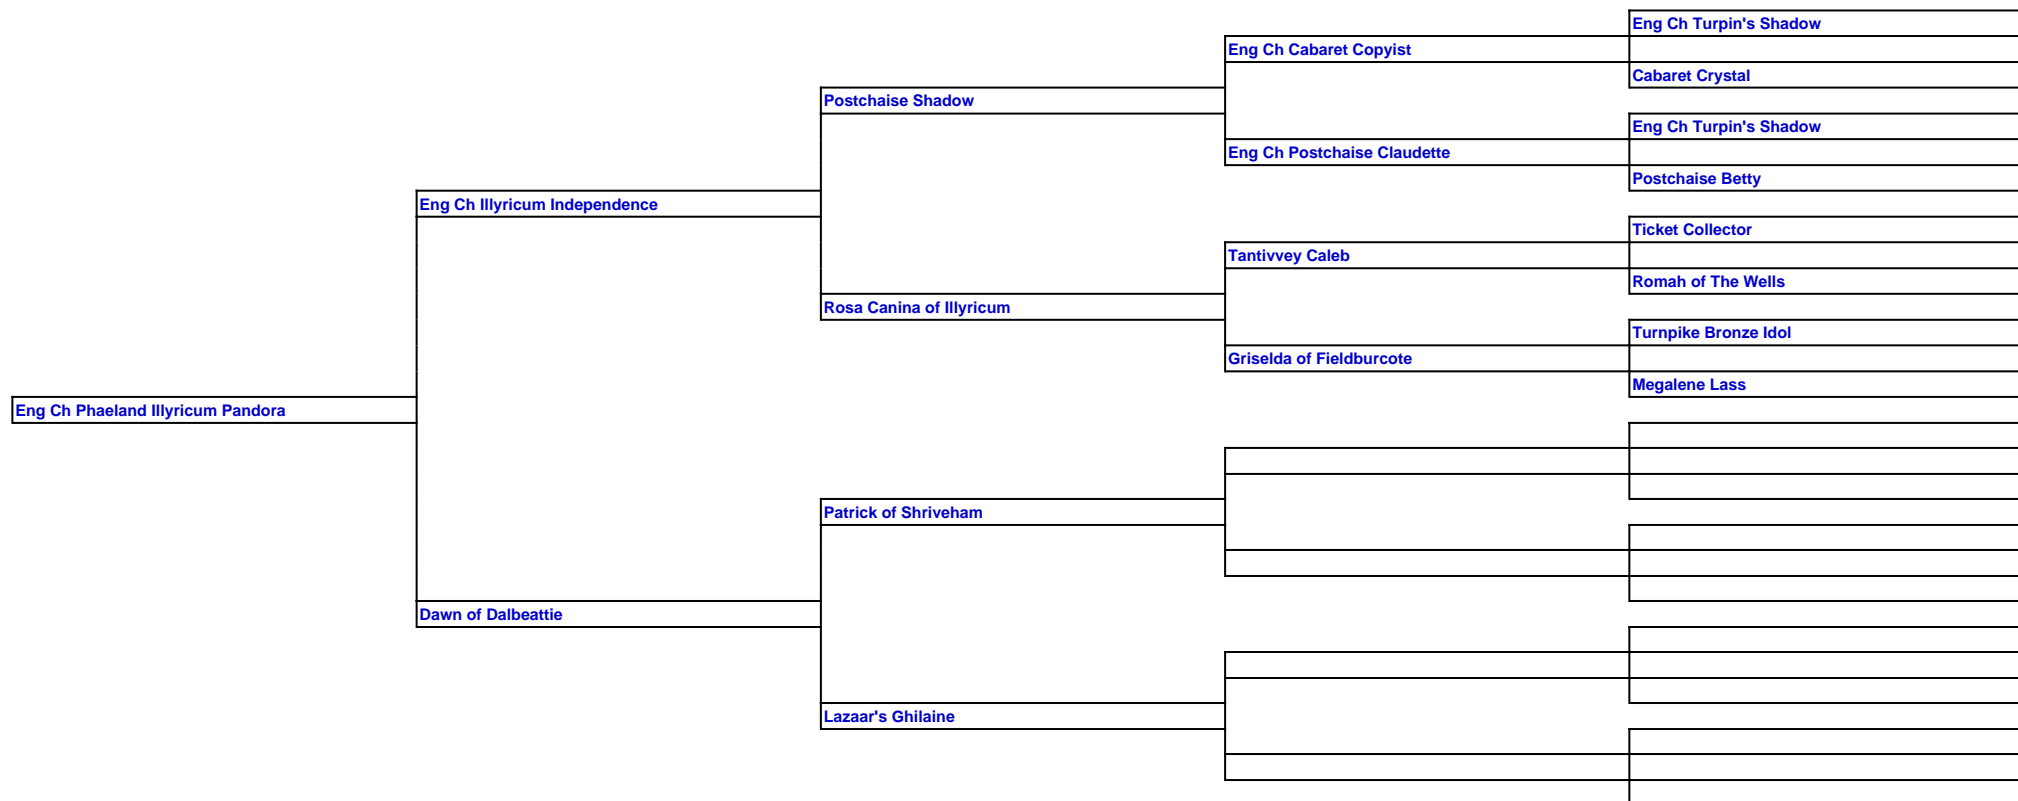 Eng Ch Turpin's Shadow
Eng Ch Cabaret Copyist
Cabaret Crystal
Postchaise Shadow
Eng Ch Turpin's Shadow
Eng Ch Postchaise Claudette
Postchaise Betty
Eng Ch Illyricum Independence
Ticket Collector
Tantivvey Caleb
Romah of The Wells
Rosa Canina of Illyricum
Turnpike Bronze Idol
Griselda of Fieldburcote
Megalene Lass
Eng Ch Phaeland Illyricum Pandora
Patrick of Shriveham
Dawn of Dalbeattie
Lazaar's Ghilaine